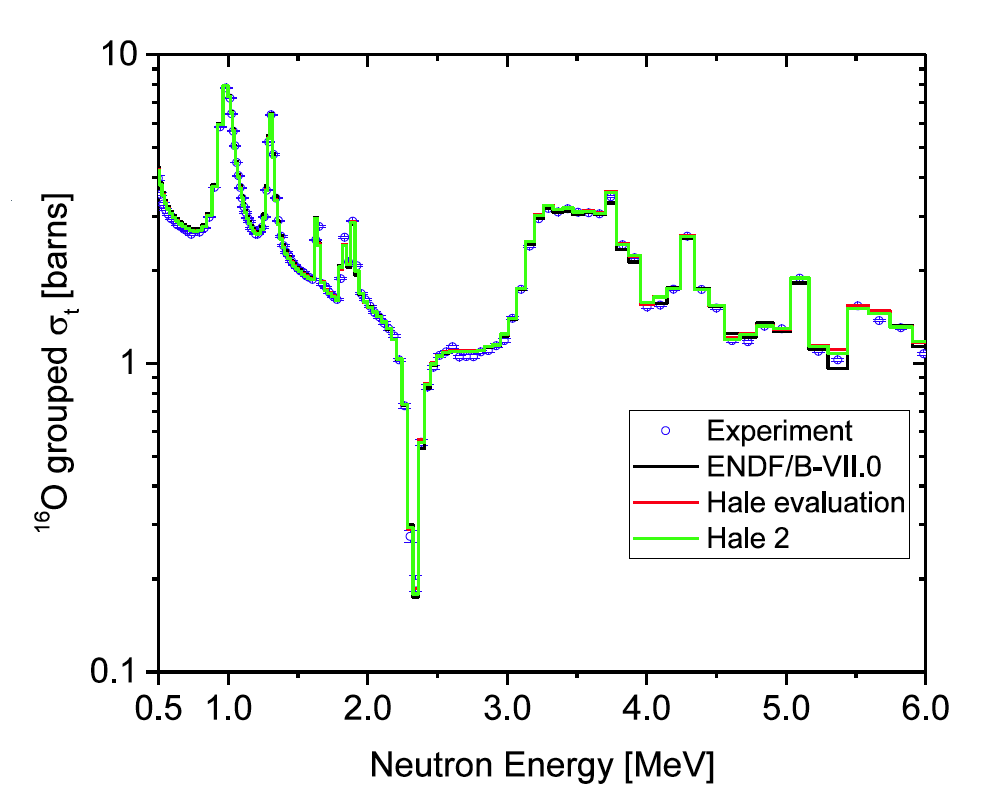 10
1
0.1
¹⁶O grouped σₜ [barns]
Experiment
ENDF/B-VII.0
Hale evaluation
Hale 2
0.5 1.0 2.0 3.0 4.0 5.0 6.0
Neutron Energy [MeV]